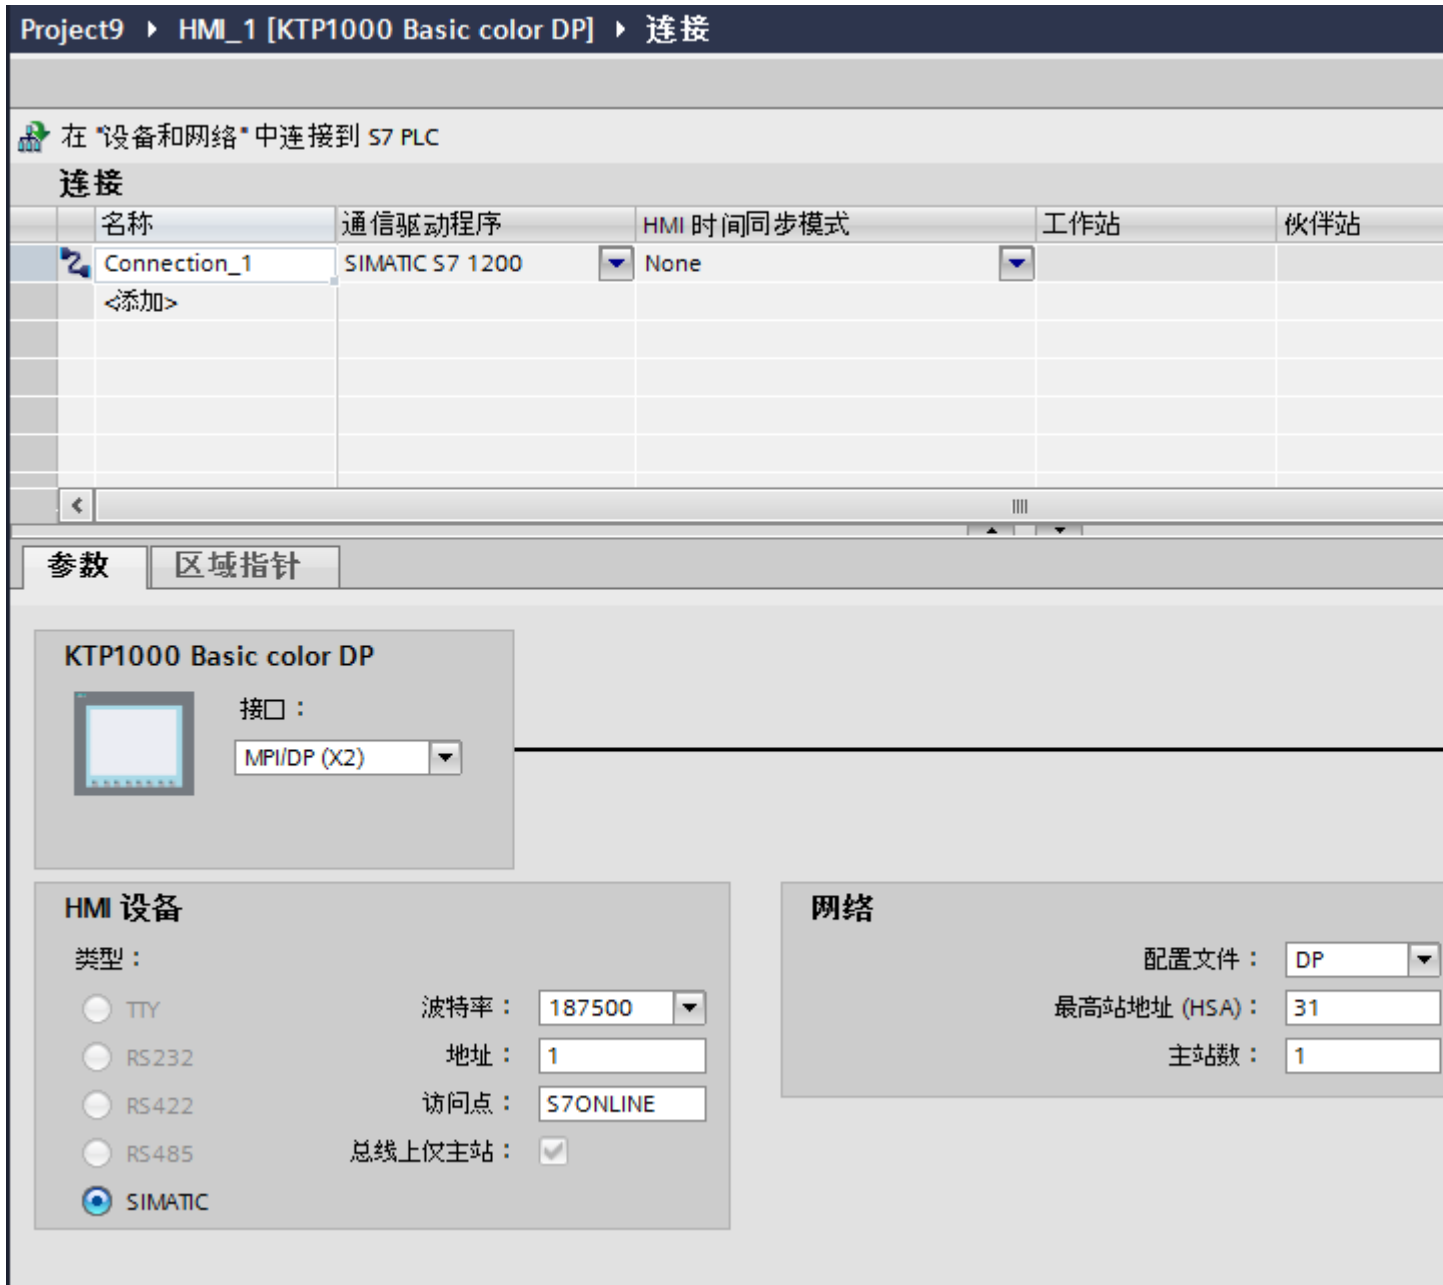 Project9 ▸ HMI_1 [KTP1000 Basic color DP] ▸ 连接
在 "设备和网络" 中连接到 S7 PLC
连接
名称 通信驱动程序 HMI 时间同步模式 工作站 伙伴站
Connection_1 SIMATIC S7 1200 None
<添加>
参数 区域指针
KTP1000 Basic color DP
接口：
MPI/DP (X2)
HMI 设备 网络
类型： 配置文件： DP
TTY 波特率： 187500 最高站地址 (HSA)： 31
RS232 地址： 1 主站数： 1
RS422 访问点： S7ONLINE
RS485 总线上仅主站：
SIMATIC